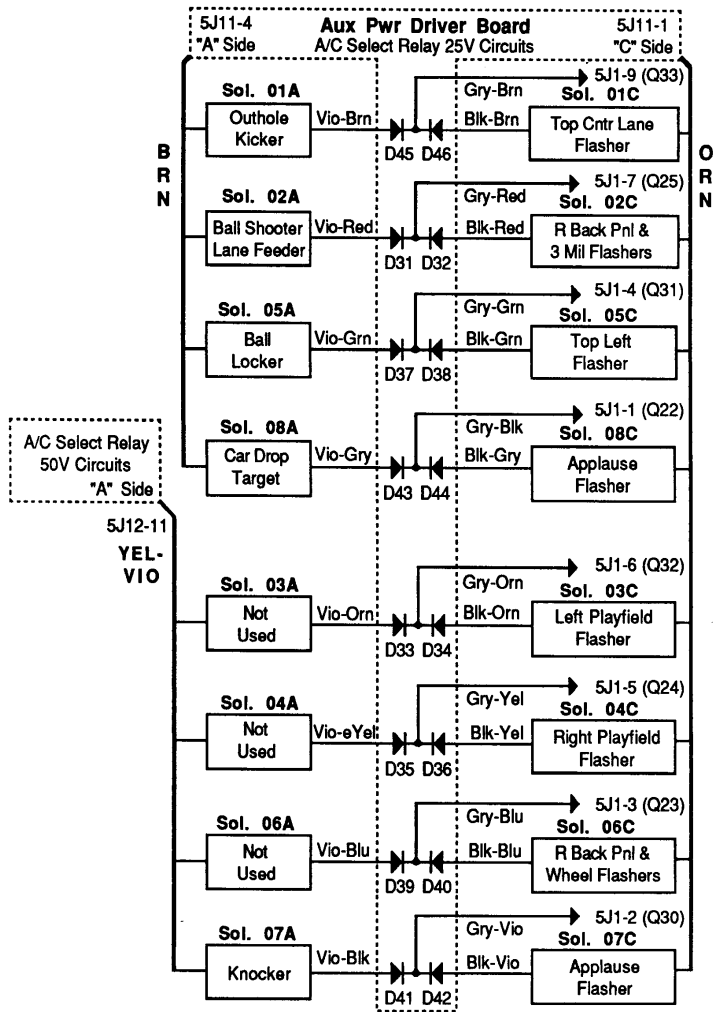 5J11-4
"A" Side
Aux Pwr Driver Board
A/C Select Relay 25V Circuits
5J11-1
"C" Side
BRN
ORN
Sol. 01A
Outhole
Kicker
Vio-Brn
D45 D46
Gry-Brn
Blk-Brn
5J1-9 (Q33)
Sol. 01C
Top Cntr Lane
Flasher
Sol. 02A
Ball Shooter
Lane Feeder
Vio-Red
D31 D32
Gry-Red
Blk-Red
5J1-7 (Q25)
Sol. 02C
R Back Pnl &
3 Mil Flashers
Sol. 05A
Ball
Locker
Vio-Grn
D37 D38
Gry-Grn
Blk-Grn
5J1-4 (Q31)
Sol. 05C
Top Left
Flasher
Sol. 08A
Car Drop
Target
Vio-Gry
D43 D44
Gry-Blk
Blk-Gry
5J1-1 (Q22)
Sol. 08C
Applause
Flasher
A/C Select Relay
50V Circuits
"A" Side
5J12-11
YEL-
VIO
Sol. 03A
Not
Used
Vio-Orn
D33 D34
Gry-Orn
Blk-Orn
5J1-6 (Q32)
Sol. 03C
Left Playfield
Flasher
Sol. 04A
Not
Used
Vio-eYel
D35 D36
Gry-Yel
Blk-Yel
5J1-5 (Q24)
Sol. 04C
Right Playfield
Flasher
Sol. 06A
Not
Used
Vio-Blu
D39 D40
Gry-Blu
Blk-Blu
5J1-3 (Q23)
Sol. 06C
R Back Pnl &
Wheel Flashers
Sol. 07A
Knocker
Vio-Blk
D41 D42
Gry-Vio
Blk-Vio
5J1-2 (Q30)
Sol. 07C
Applause
Flasher